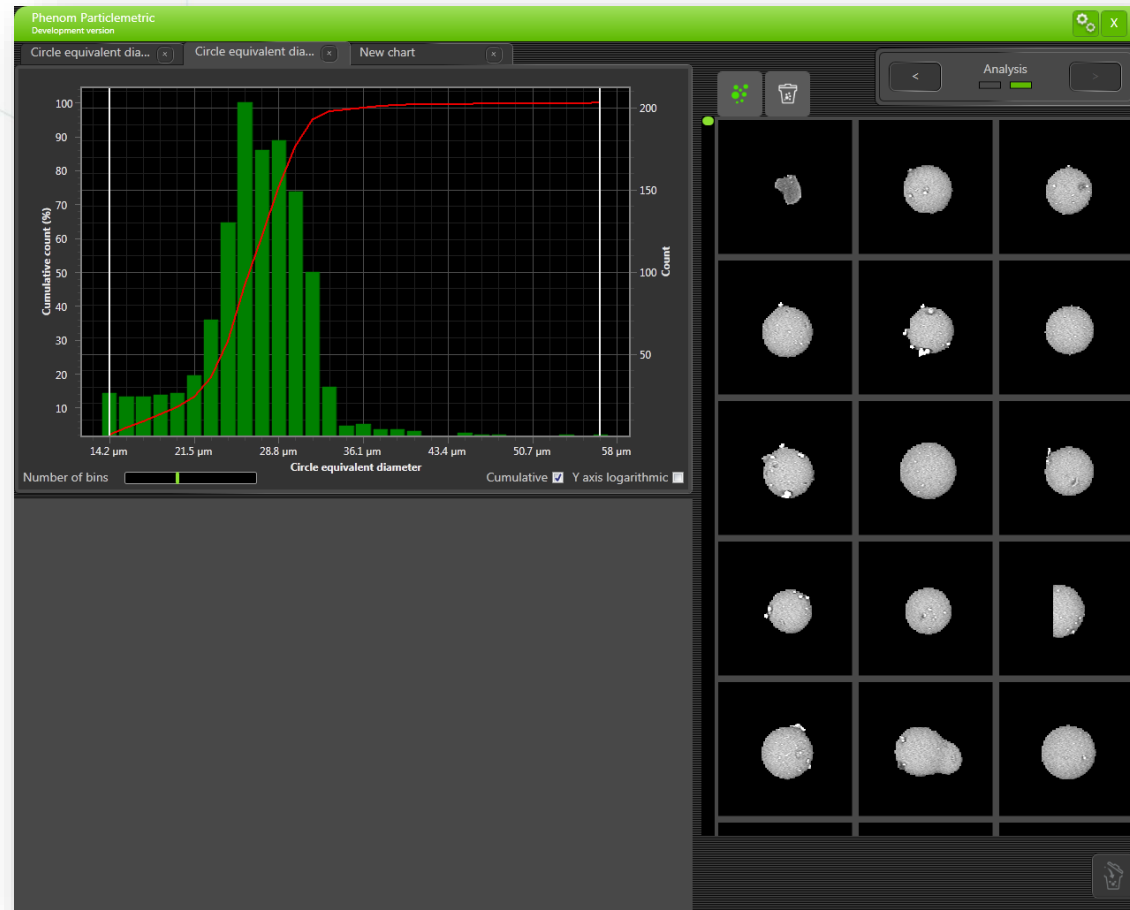 Phenom Particlemetric
Development version
Circle equivalent dia... x
Circle equivalent dia... x
New chart x
X
< Analysis >
Cumulative count (%)
100
90
80
70
60
50
40
30
20
10
200
150
100
50
Count
14.2 µm 21.5 µm 28.8 µm 36.1 µm 43.4 µm 50.7 µm 58 µm
Circle equivalent diameter
Number of bins
Cumulative
Y axis logarithmic